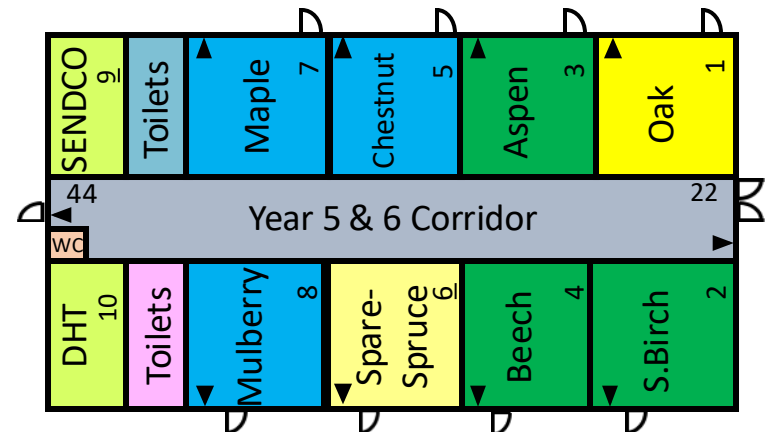 SENDCO
9
Toilets
Maple
7
Chestnut
5
Aspen
3
Oak
1
44
Year 5 & 6 Corridor
22
WC
DHT
10
Toilets
Mulberry
8
Spare-
Spruce
6
Beech
4
S.Birch
2